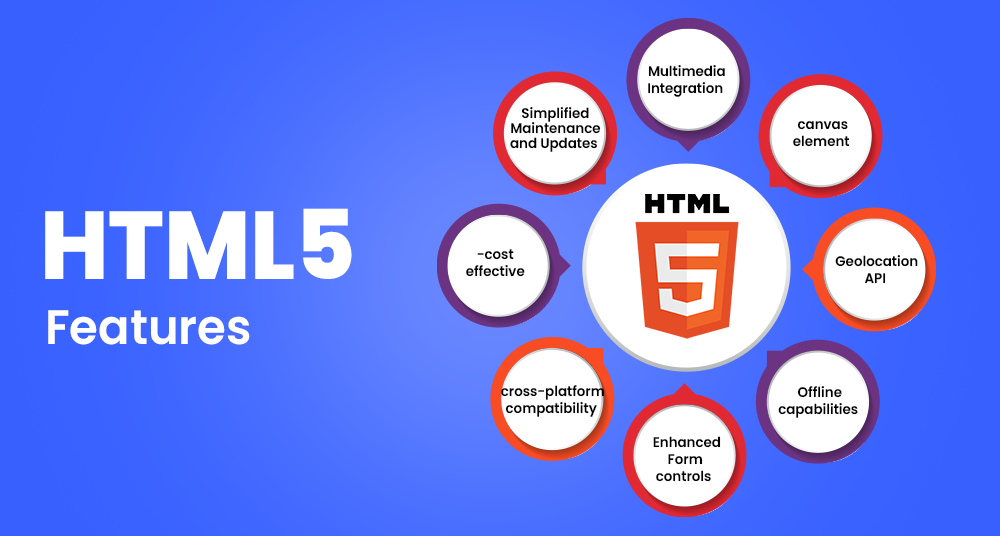 HTML5
Features
Multimedia
Integration
canvas
element
Geolocation
API
Offline
capabilities
Enhanced
Form
controls
cross-platform
compatibility
-cost
effective
Simplified
Maintenance
and Updates
HTML
5